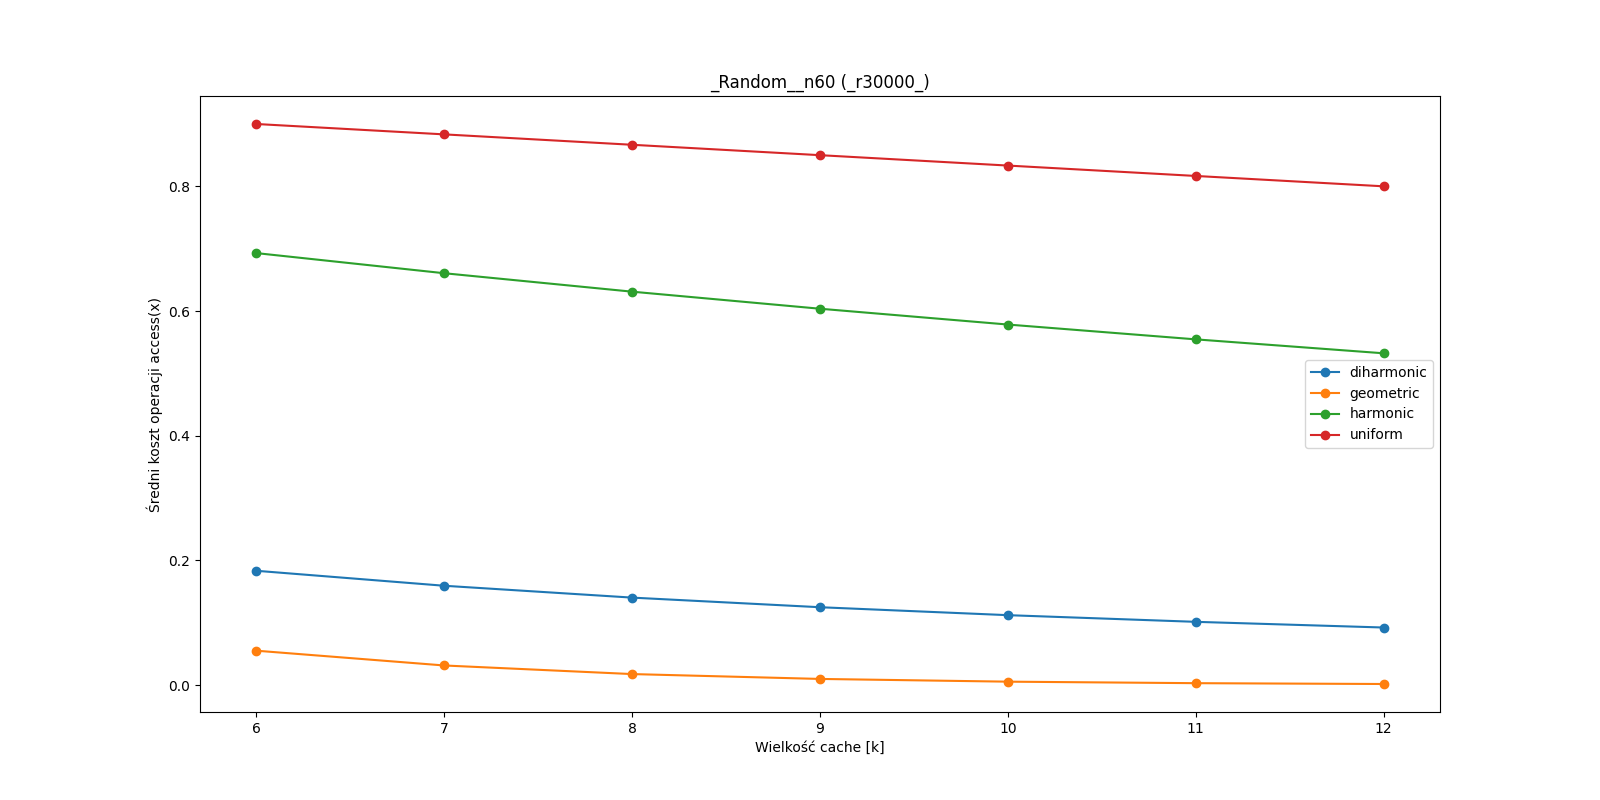 _Random__n60 (_r30000_)
Średni koszt operacji access(x)
0.8
0.6
0.4
0.2
0.0
diharmonic
geometric
harmonic
uniform
6 7 8 9 10 11 12
Wielkość cache [k]